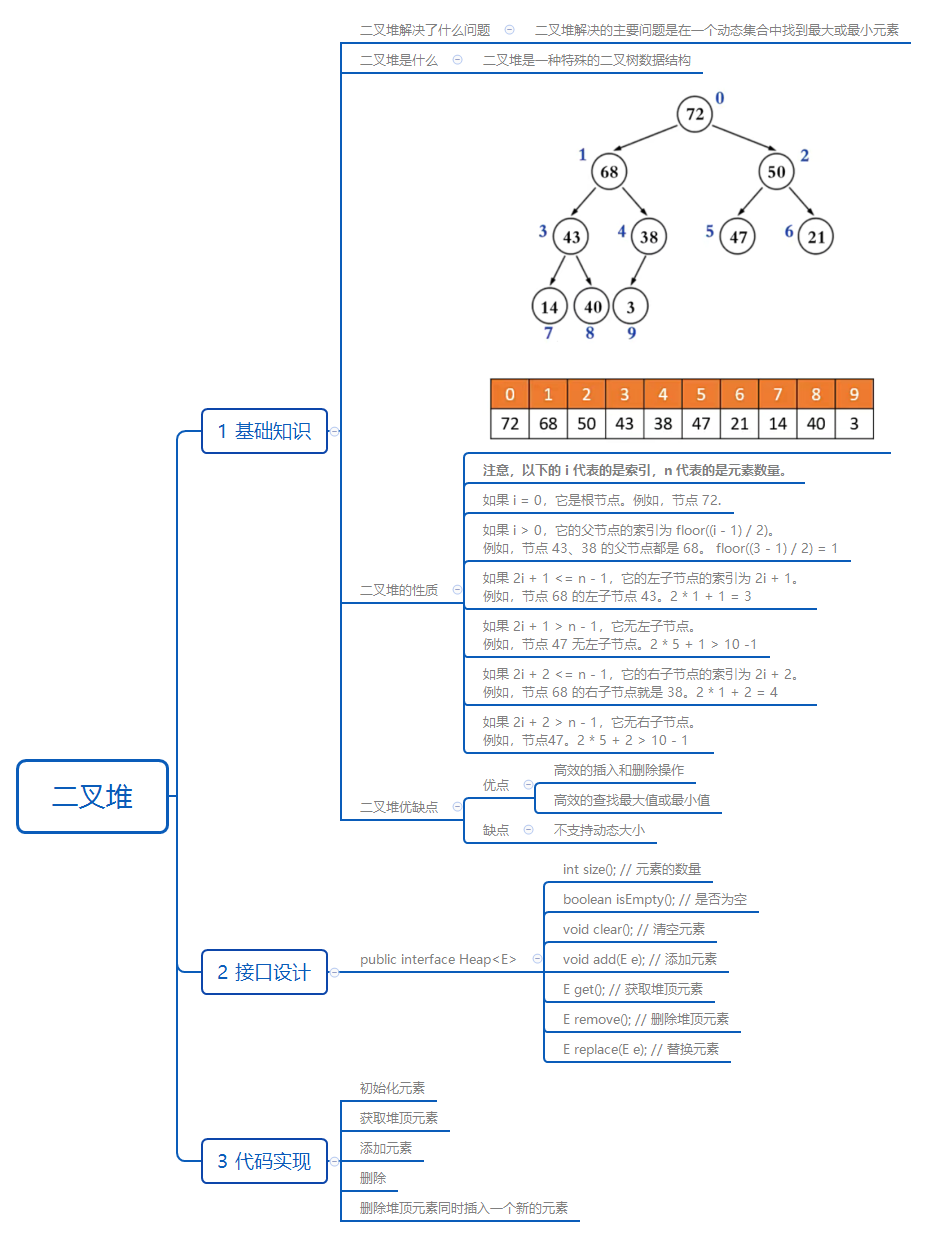 二叉堆
1 基础知识
二叉堆解决了什么问题
二叉堆解决的主要问题是在一个动态集合中找到最大或最小元素
二叉堆是什么
二叉堆是一种特殊的二叉树数据结构
72 0
1 68
50 2
3 43
4 38
5 47
6 21
14 40 3
7 8 9
0 1 2 3 4 5 6 7 8 9
72 68 50 43 38 47 21 14 40 3
二叉堆的性质
注意，以下的 i 代表的是索引，n 代表的是元素数量。
如果 i = 0，它是根节点。例如，节点 72.
如果 i > 0，它的父节点的索引为 floor((i - 1) / 2)。
例如，节点 43、38 的父节点都是 68。 floor((3 - 1) / 2) = 1
如果 2i + 1 <= n - 1，它的左子节点的索引为 2i + 1。
例如，节点 68 的左子节点 43。2 * 1 + 1 = 3
如果 2i + 1 > n - 1，它无左子节点。
例如，节点 47 无左子节点。2 * 5 + 1 > 10 -1
如果 2i + 2 <= n - 1，它的右子节点的索引为 2i + 2。
例如，节点 68 的右子节点就是 38。2 * 1 + 2 = 4
如果 2i + 2 > n - 1，它无右子节点。
例如，节点47。2 * 5 + 2 > 10 - 1
二叉堆优缺点
优点
高效的插入和删除操作
高效的查找最大值或最小值
缺点
不支持动态大小
2 接口设计
public interface Heap<E>
int size(); // 元素的数量
boolean isEmpty(); // 是否为空
void clear(); // 清空元素
void add(E e); // 添加元素
E get(); // 获取堆顶元素
E remove(); // 删除堆顶元素
E replace(E e); // 替换元素
3 代码实现
初始化元素
获取堆顶元素
添加元素
删除
删除堆顶元素同时插入一个新的元素